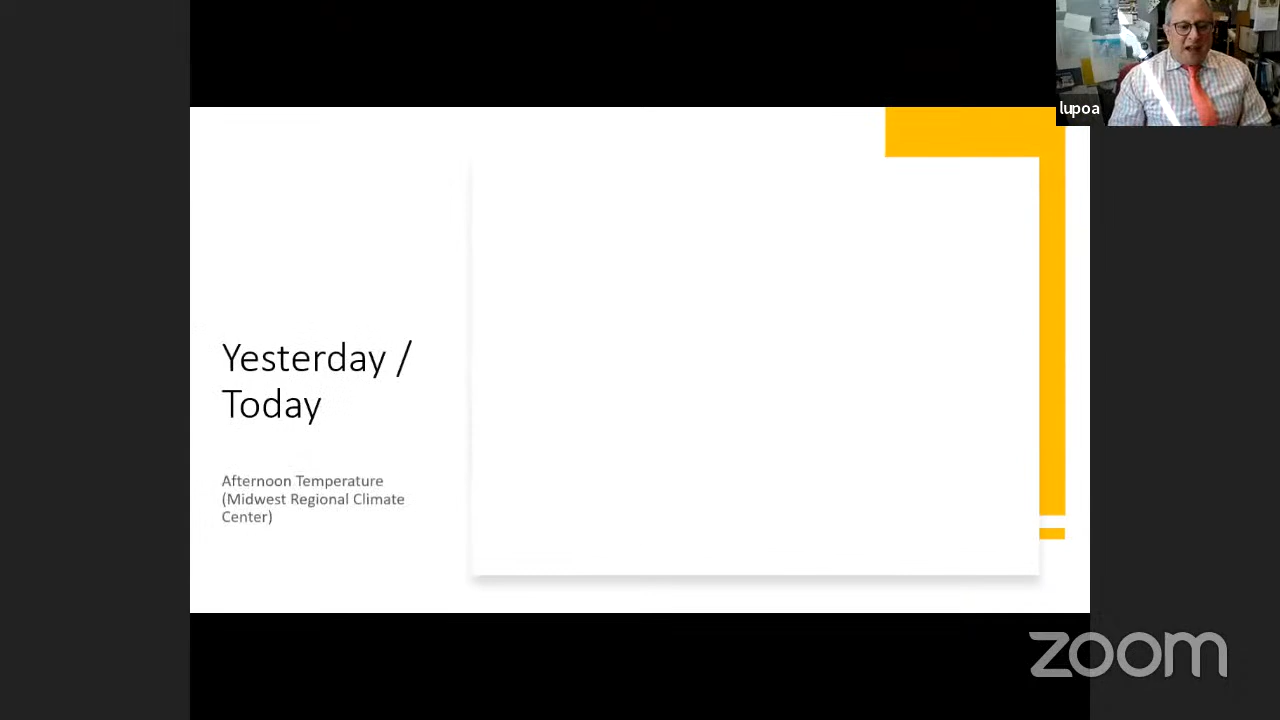 lupoa
Yesterday /
Today
Afternoon Temperature
(Midwest Regional Climate
Center)
zoom